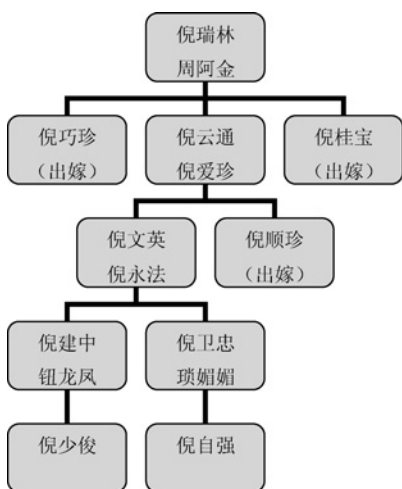 倪瑞林
周阿金
倪巧珍
（出嫁）
倪云通
倪爱珍
倪桂宝
（出嫁）
倪文英
倪永法
倪顺珍
（出嫁）
倪建中
钮龙凤
倪卫忠
琐媚媚
倪少俊
倪自强